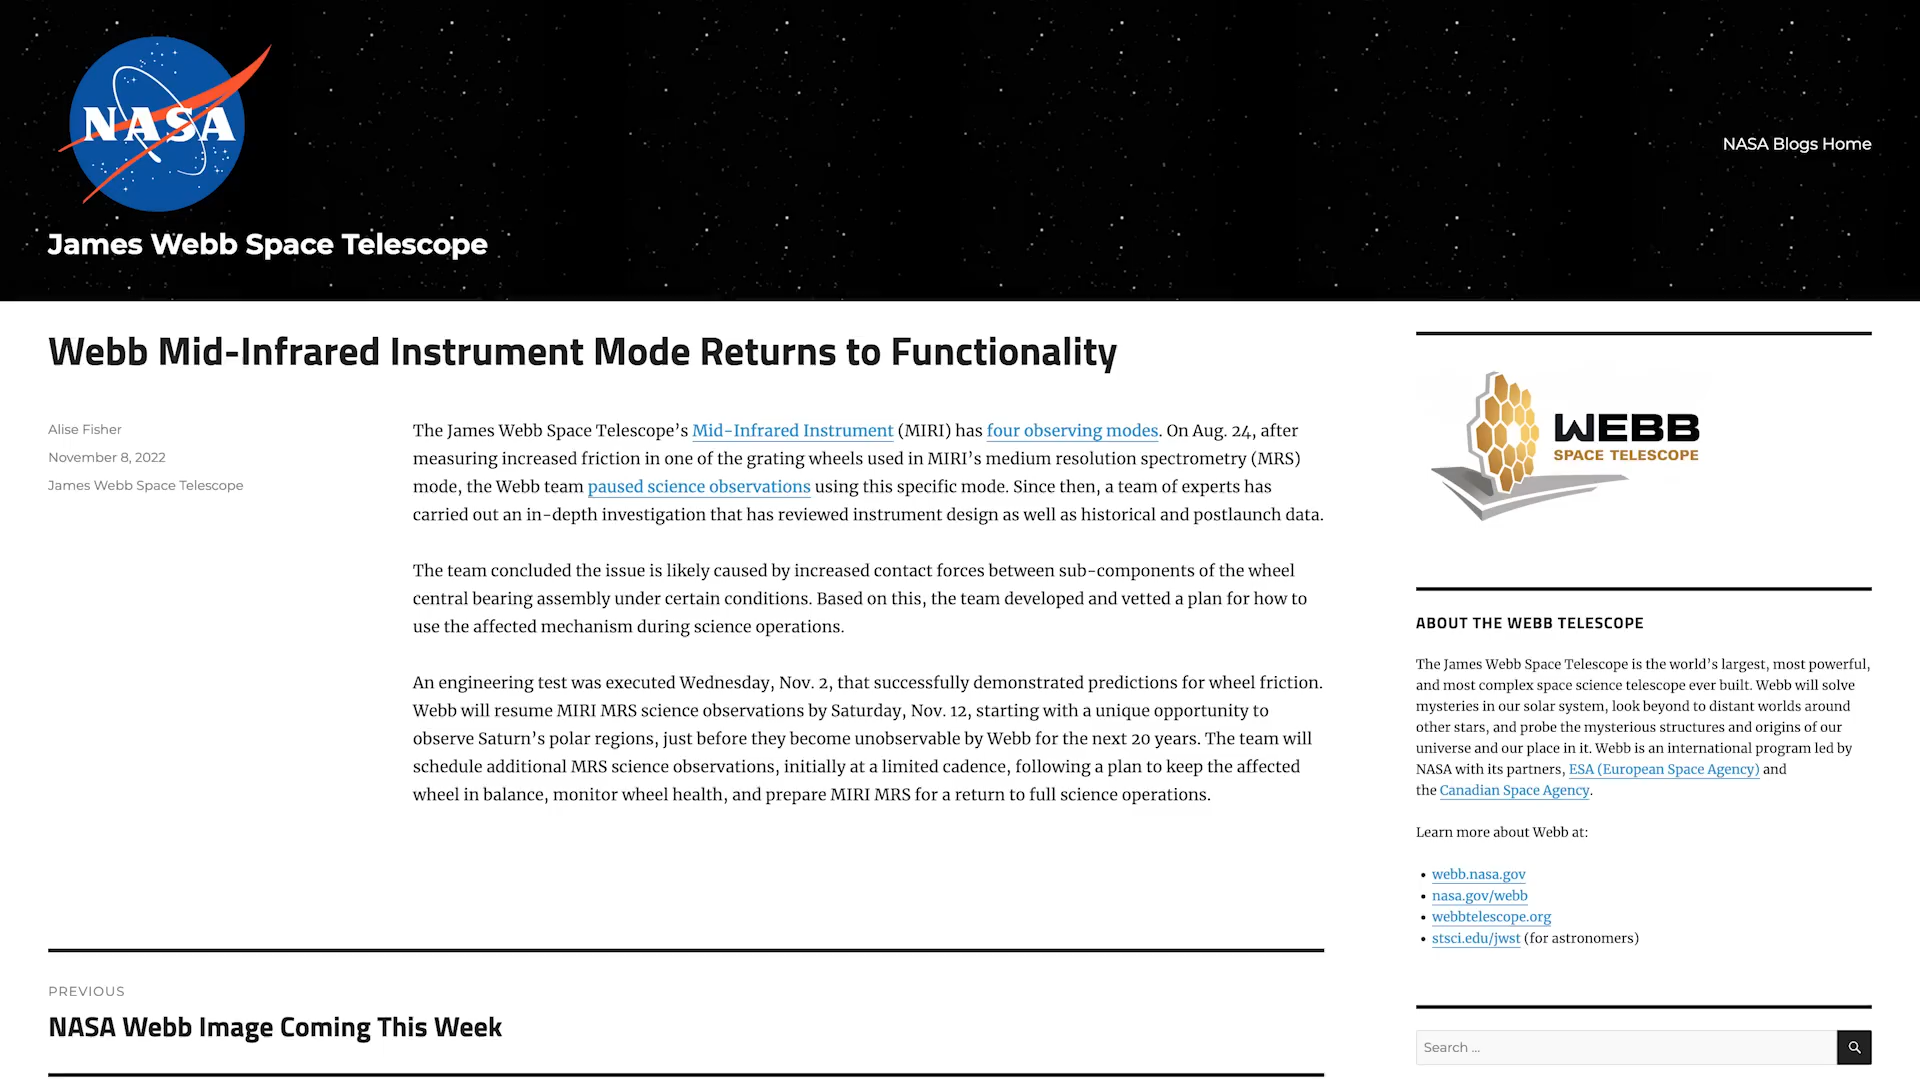 NASA
NASA Blogs Home
James Webb Space Telescope
Webb Mid-Infrared Instrument Mode Returns to Functionality
Alise Fisher
November 8, 2022
James Webb Space Telescope
The James Webb Space Telescope’s Mid-Infrared Instrument (MIRI) has four observing modes. On Aug. 24, after
measuring increased friction in one of the grating wheels used in MIRI’s medium resolution spectrometry (MRS)
mode, the Webb team paused science observations using this specific mode. Since then, a team of experts has
carried out an in-depth investigation that has reviewed instrument design as well as historical and postlaunch data.
The team concluded the issue is likely caused by increased contact forces between sub-components of the wheel
central bearing assembly under certain conditions. Based on this, the team developed and vetted a plan for how to
use the affected mechanism during science operations.
An engineering test was executed Wednesday, Nov. 2, that successfully demonstrated predictions for wheel friction.
Webb will resume MIRI MRS science observations by Saturday, Nov. 12, starting with a unique opportunity to
observe Saturn’s polar regions, just before they become unobservable by Webb for the next 20 years. The team will
schedule additional MRS science observations, initially at a limited cadence, following a plan to keep the affected
wheel in balance, monitor wheel health, and prepare MIRI MRS for a return to full science operations.
PREVIOUS
NASA Webb Image Coming This Week
WEBB
SPACE TELESCOPE
ABOUT THE WEBB TELESCOPE
The James Webb Space Telescope is the world’s largest, most powerful,
and most complex space science telescope ever built. Webb will solve
mysteries in our solar system, look beyond to distant worlds around
other stars, and probe the mysterious structures and origins of our
universe and our place in it. Webb is an international program led by
NASA with its partners, ESA (European Space Agency) and
the Canadian Space Agency.
Learn more about Webb at:
• webb.nasa.gov
• nasa.gov/webb
• webbtelescope.org
• stsci.edu/jwst (for astronomers)
Search …